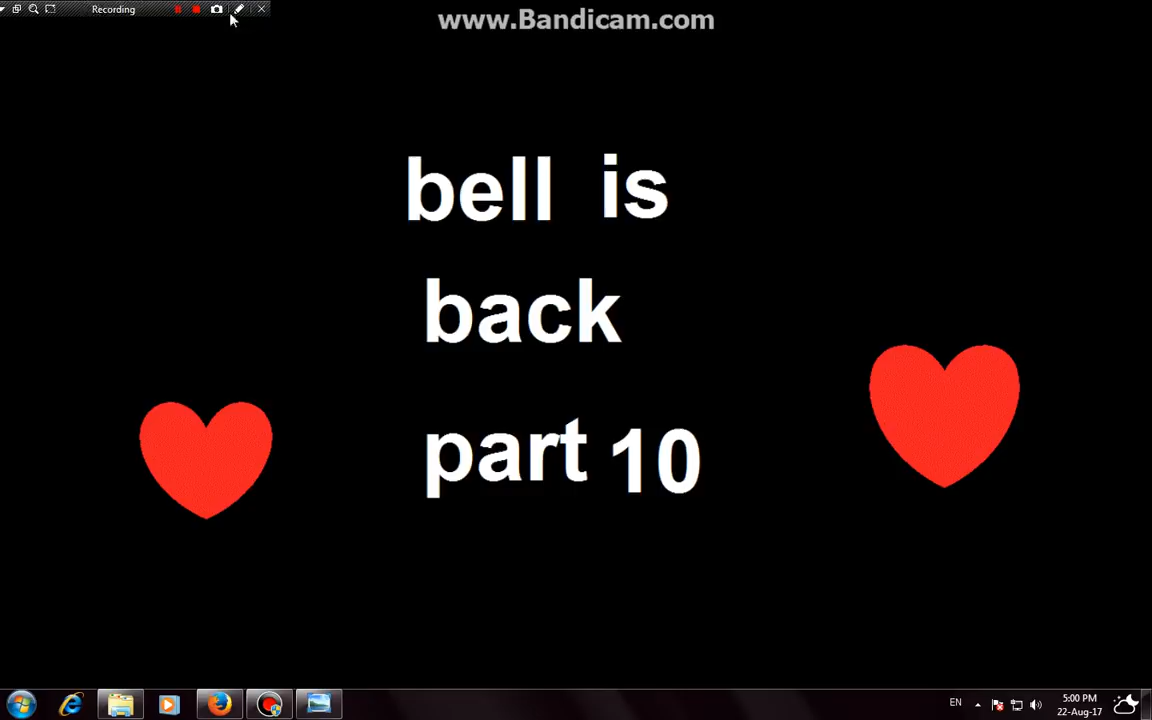 Recording
www.Bandicam.com
bell is
back
part 10
EN
5:00 PM
22-Aug-17